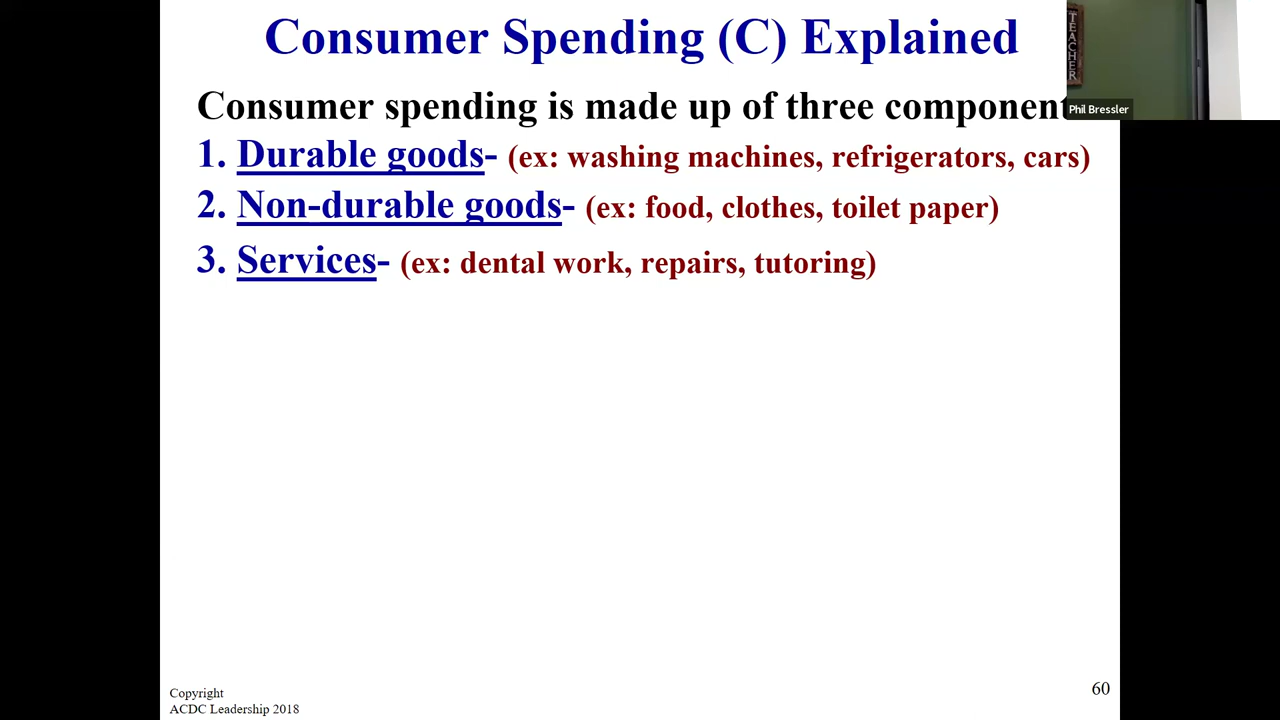 Consumer Spending (C) Explained
TEACHER
Consumer spending is made up of three component
Phil Bressler
1. Durable goods- (ex: washing machines, refrigerators, cars)
2. Non-durable goods- (ex: food, clothes, toilet paper)
3. Services- (ex: dental work, repairs, tutoring)
60
Copyright
ACDC Leadership 2018